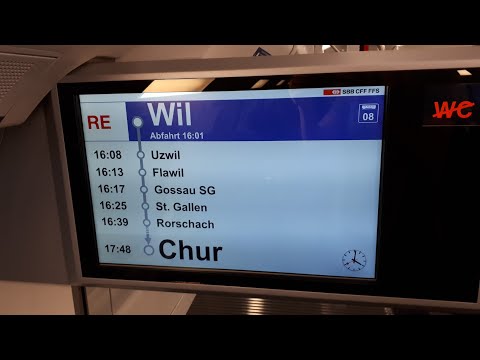 SBB CFF FFS
RE Wil 08
Abfahrt 16:01
WC
16:08 Uzwil
16:13 Flawil
16:17 Gossau SG
16:25 St. Gallen
16:39 Rorschach
17:48 Chur